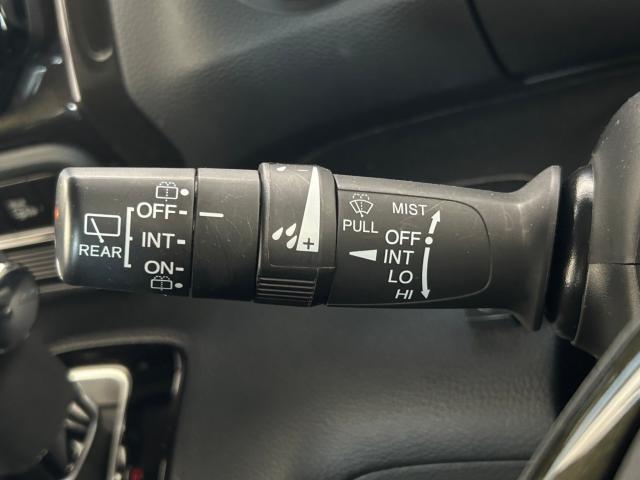 OFF
INT
ON
REAR
-
+
PULL
MIST
OFF
INT
LO
HI